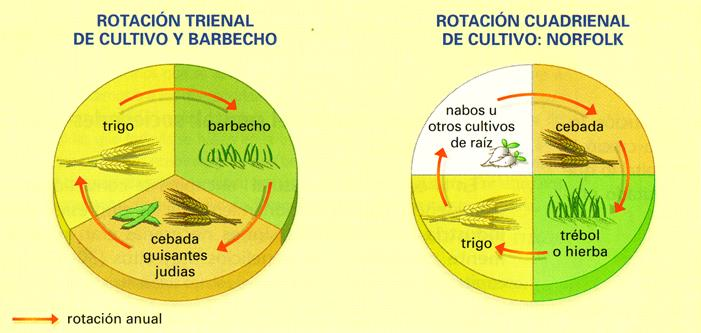 ROTACIÓN TRIENAL
DE CULTIVO Y BARBECHO
trigo
barbecho
cebada
guisantes
judias
ROTACIÓN CUADRIENAL
DE CULTIVO: NORFOLK
nabos u
otros cultivos
de raíz
cebada
trébol
o hierba
trigo
rotación anual